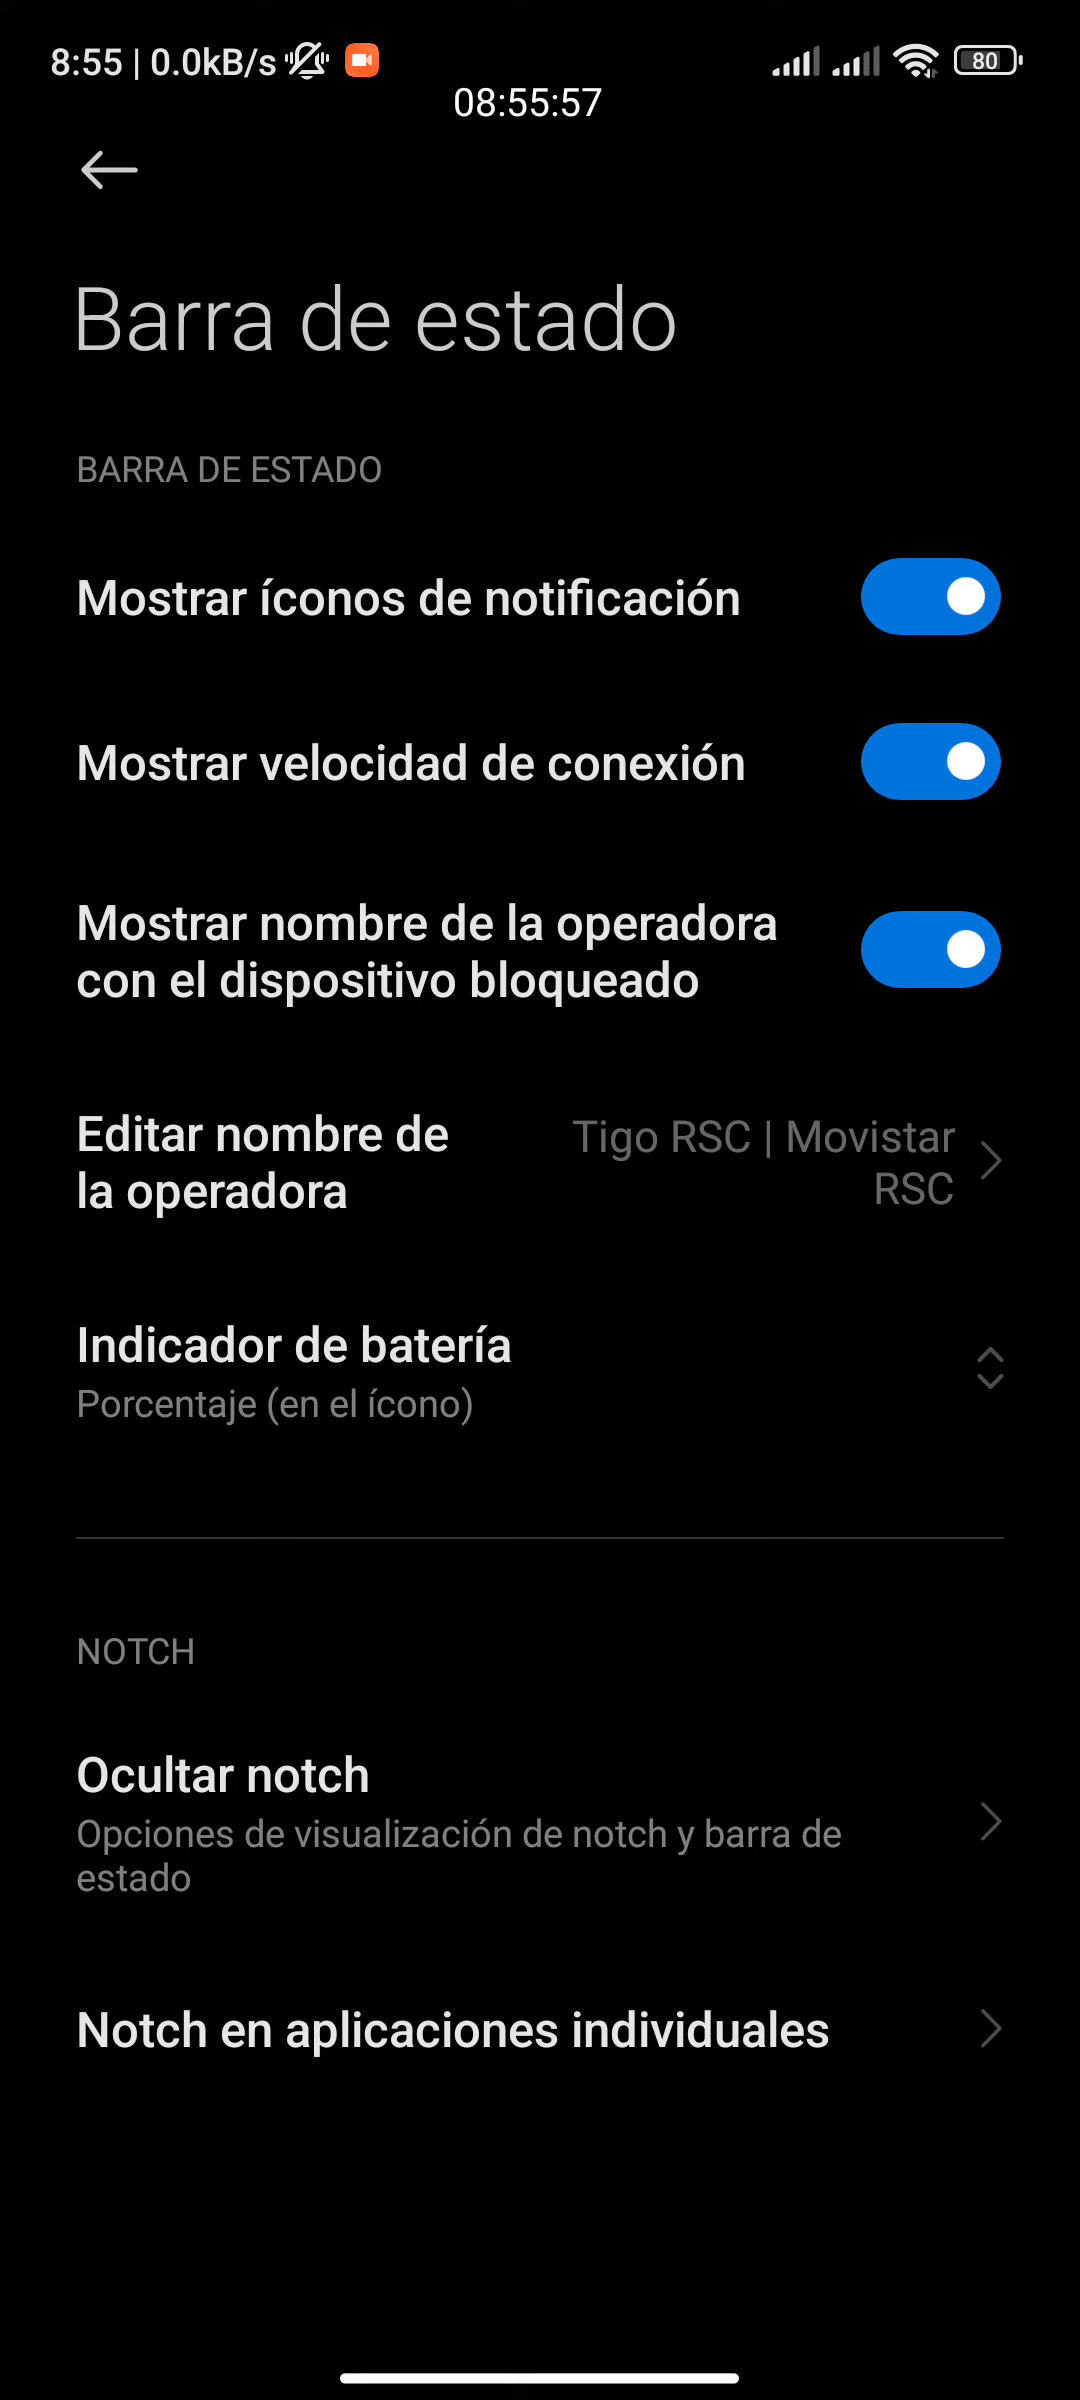 8:55 | 0.0kB/s
80
08:55:57
Barra de estado
BARRA DE ESTADO
Mostrar íconos de notificación
Mostrar velocidad de conexión
Mostrar nombre de la operadora
con el dispositivo bloqueado
Editar nombre de
la operadora
Tigo RSC | Movistar
RSC
Indicador de batería
Porcentaje (en el ícono)
NOTCH
Ocultar notch
Opciones de visualización de notch y barra de
estado
Notch en aplicaciones individuales